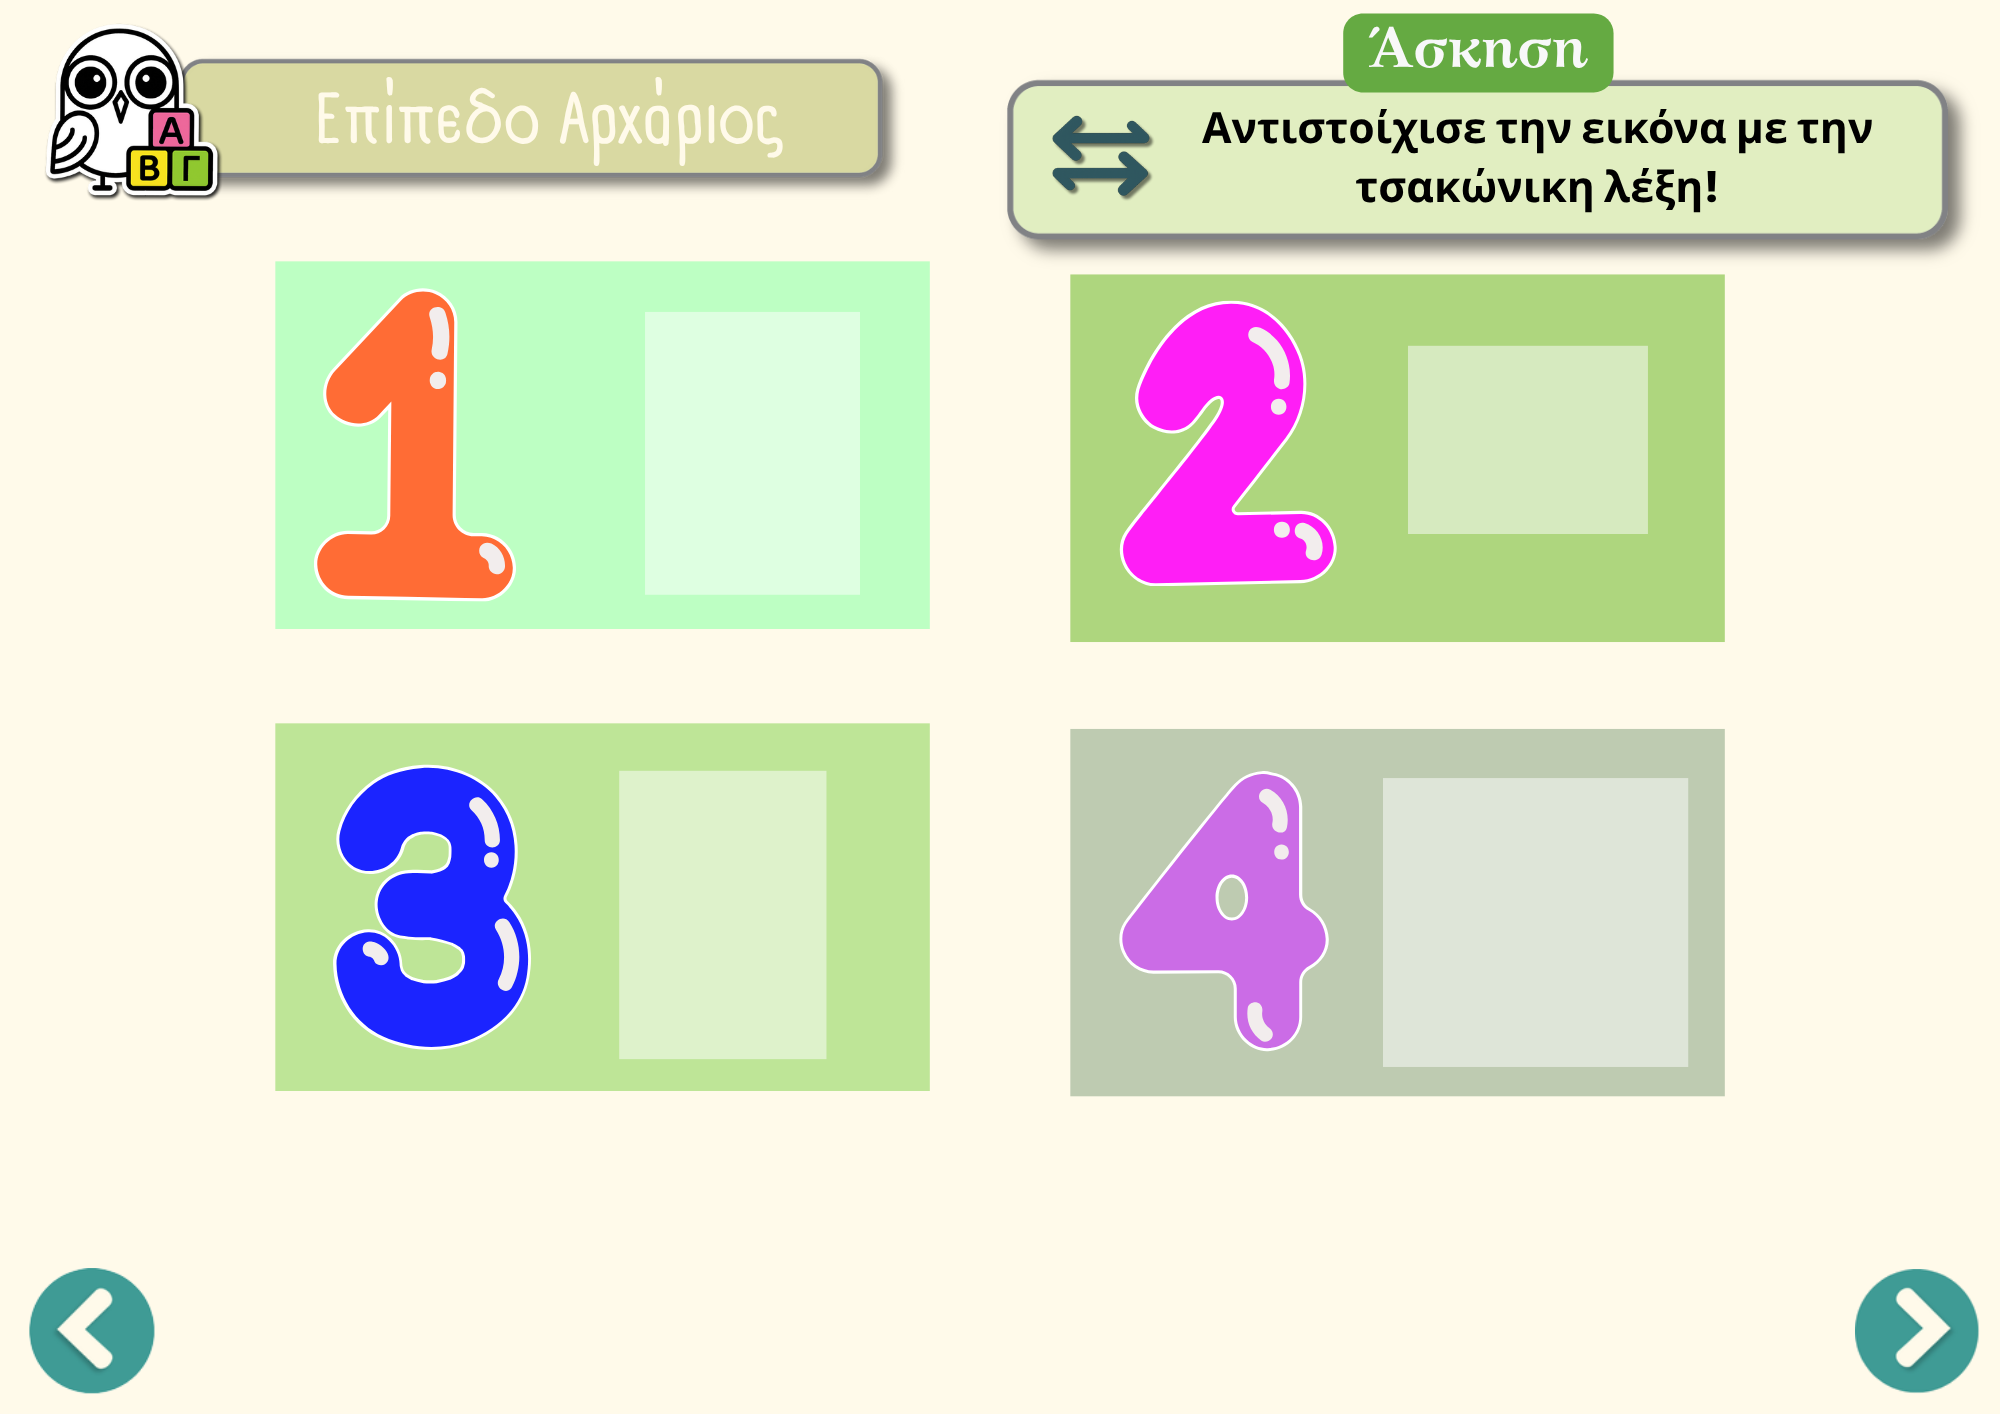 Επίπεδο Αρχάριος
Άσκηση
Αντιστοίχισε την εικόνα με την
τσακώνικη λέξη!
Α
Β Γ
1
2
3
4